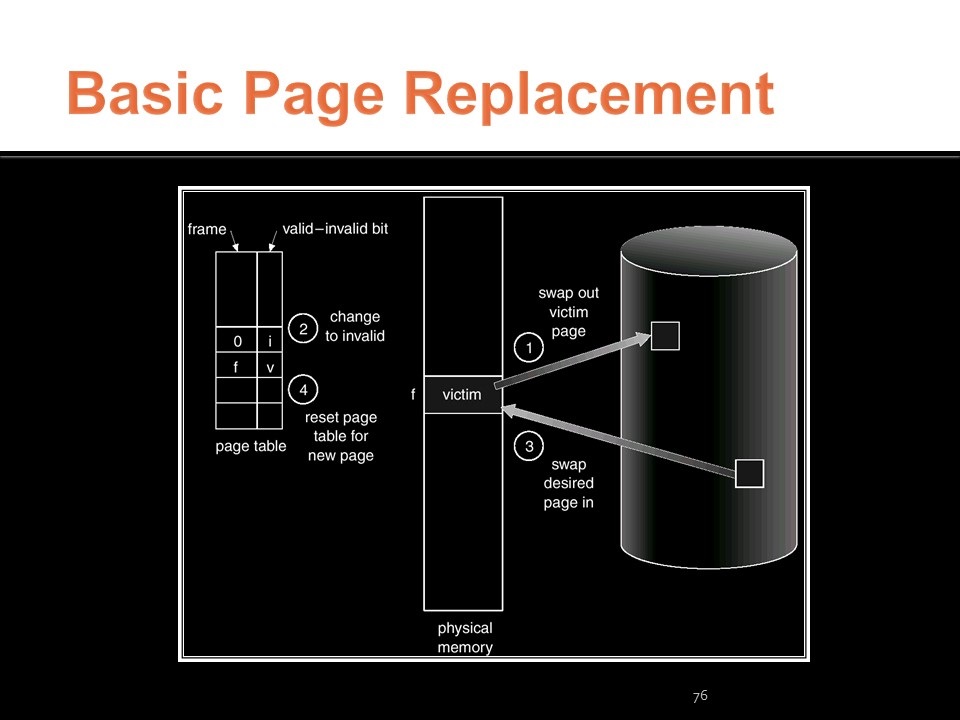 Basic Page Replacement
frame
valid–invalid bit
0 i
f v
page table
2
change
to invalid
4
reset page
table for
new page
f
victim
physical
memory
swap out
victim
page
1
3
swap
desired
page in
76